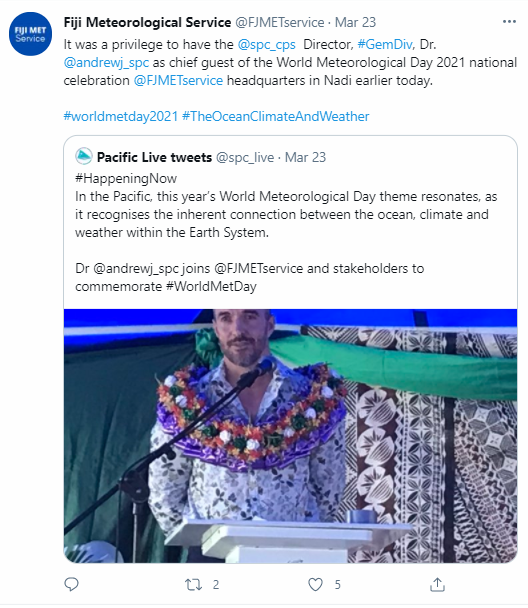 FIJI MET
Service
Fiji Meteorological Service @FJMETservice · Mar 23
It was a privilege to have the @spc_cps Director, #GemDiv, Dr.
@andrewj_spc as chief guest of the World Meteorological Day 2021 national
celebration @FJMETservice headquarters in Nadi earlier today.
#worldmetday2021 #TheOceanClimateAndWeather
Pacific Live tweets @spc_live · Mar 23
#HappeningNow
In the Pacific, this year's World Meteorological Day theme resonates, as
it recognises the inherent connection between the ocean, climate and
weather within the Earth System.
Dr @andrewj_spc joins @FJMETservice and stakeholders to
commemorate #WorldMetDay
2 5